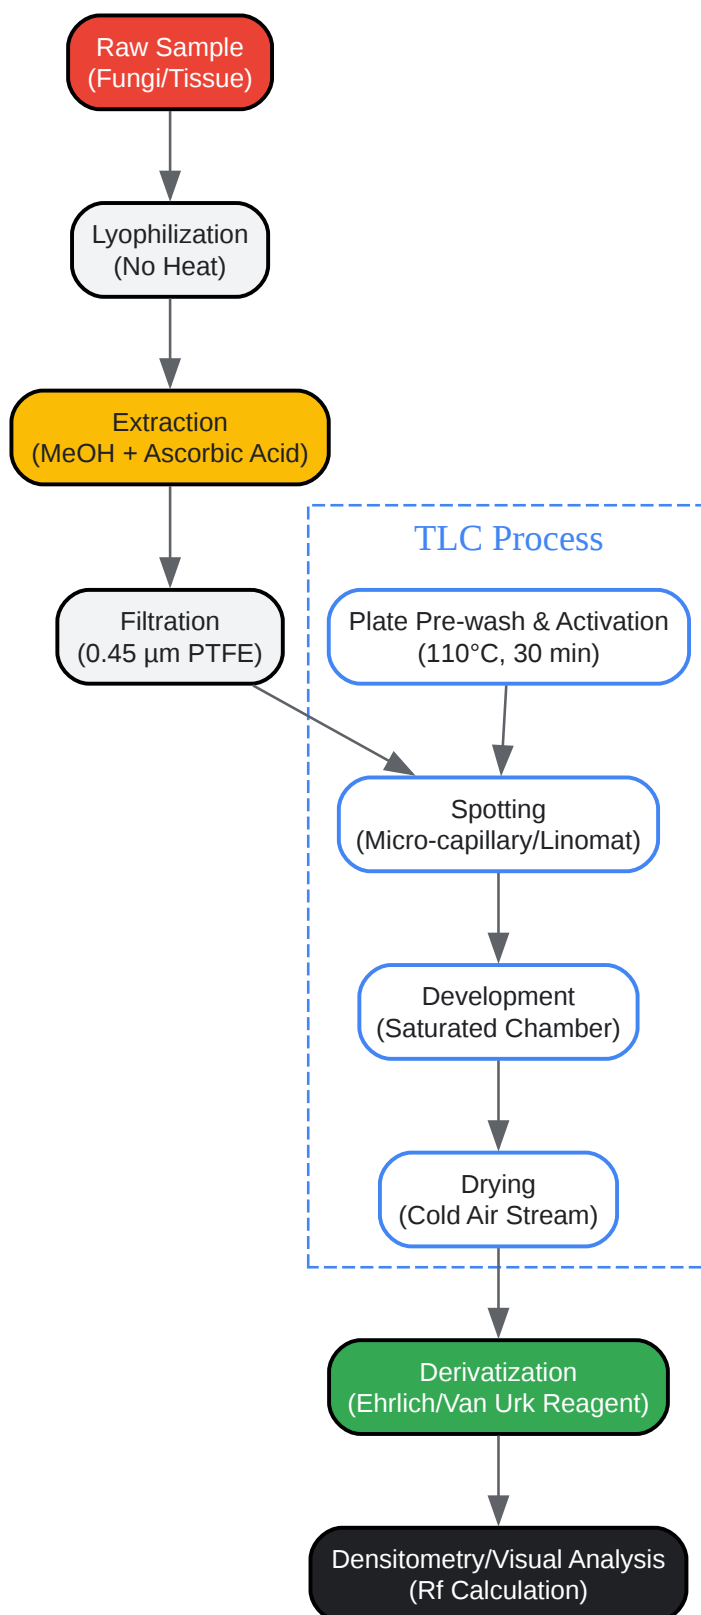 Raw Sample
(Fungi/Tissue)
Lyophilization
(No Heat)
Extraction
(MeOH + Ascorbic Acid)
TLC Process
Filtration
(0.45 µm PTFE)
Plate Pre-wash & Activation
(110°C, 30 min)
Spotting
(Micro-capillary/Linomat)
Development
(Saturated Chamber)
Drying
(Cold Air Stream)
Derivatization
(Ehrlich/Van Urk Reagent)
Densitometry/Visual Analysis
(Rf Calculation)